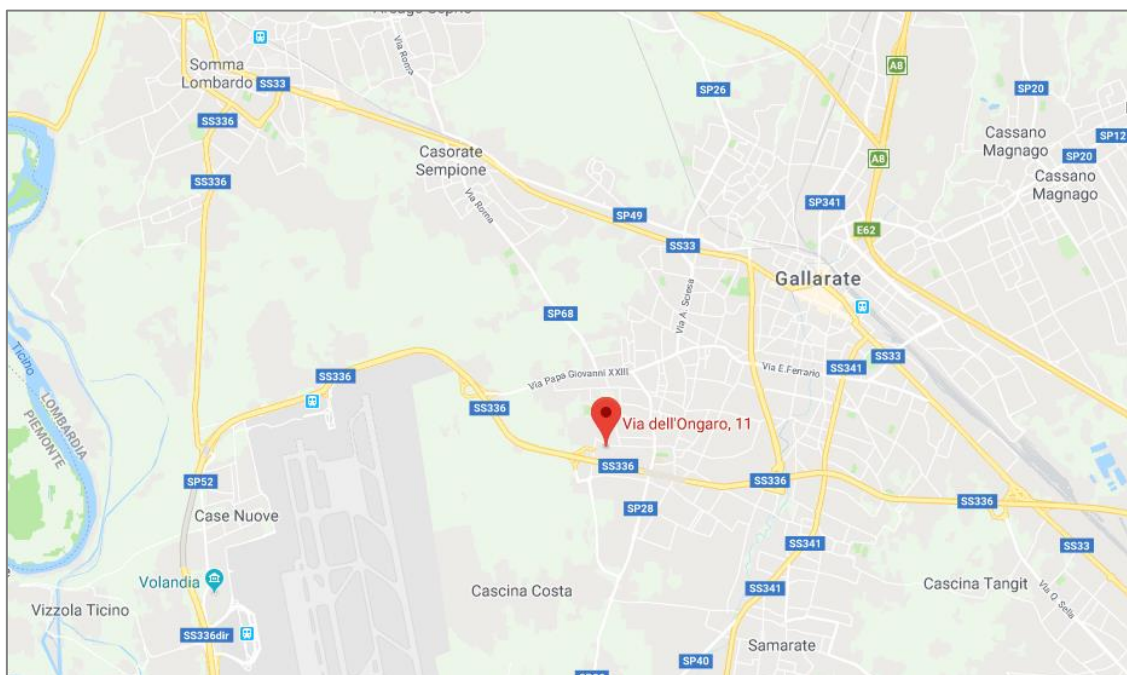 Somma
Lombardo
SS33
Via Roma
A8
SP26
SP20
SS336
Cassano
Magnago
SP12
A8
SP20
Casorate
Sempione
Cassano
Magnago
SS336
Via Roma
SP341
SP49
E62
SS33
Gallarate
Via A. Scesa
SP68
Ticino
SS33
LOMBARDIA
PIEMONTE
SS336
Via Papa Giovanni XXIII
Via E.Ferrario
SS341
SS336
Via dell'Ongaro, 11
SS336
SP52
SS336
SS336
Case Nuove
SP28
SS341
SS33
Volandia
Cascina Costa
SS341
Cascina Tangit
Via Q. Sella
Vizzola Ticino
SS336dir
Samarate
SP40